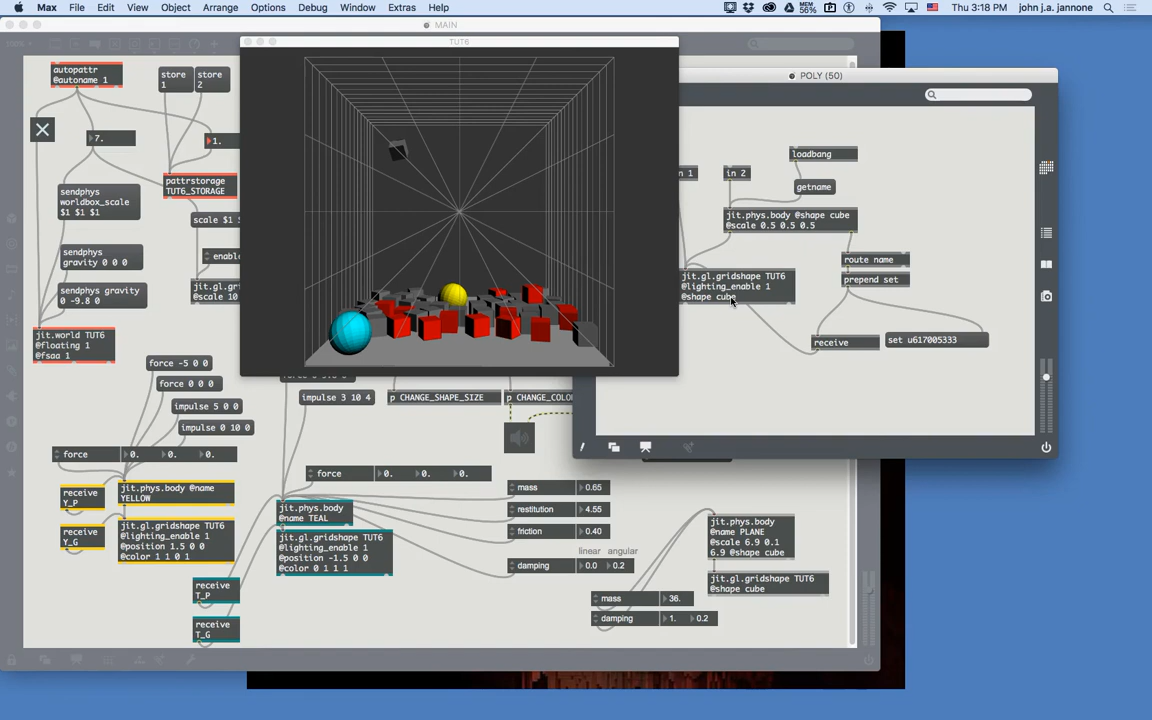 Max File Edit View Object Arrange Options Debug Window Extras Help
MEM
56%
Thu 3:18 PM john j.a. jannone
MAIN
TUT6
POLY (50)
autopattr
@autoname 1
store
1
store
2
7.
1.
sendphys
worldbox_scale
$1 $1 $1
pattrstorage
TUT6_STORAGE
scale $1
sendphys
gravity 0 0 0
enabl
sendphys gravity
0 -9.8 0
jit.gl.g
@scale 10
jit.world TUT6
@floating 1
@fsaa 1
force -5 0 0
force 0 0 0
impulse 5 0 0
impulse 0 10 0
force 0. 0. 0.
receive
Y_P
receive
Y_G
jit.phys.body @name
YELLOW
jit.gl.gridshape TUT6
@lighting_enable 1
@position 1.5 0 0
@color 1 1 0 1
receive
T_P
receive
T_G
impulse 3 10 4
p CHANGE_SHAPE_SIZE
p CHANGE_COLO
force 0. 0. 0.
jit.phys.body
@name TEAL
jit.gl.gridshape TUT6
@lighting_enable 1
@position -1.5 0 0
@color 0 1 1 1
mass 0.65
restitution 4.55
friction 0.40
linear angular
damping 0.0 0.2
mass 36.
damping 1. 0.2
jit.phys.body
@name PLANE
@scale 6.9 0.1
6.9 @shape cube
jit.gl.gridshape TUT6
@shape cube
loadbang
in 1
in 2
getname
jit.phys.body @shape cube
@scale 0.5 0.5 0.5
route name
prepend set
jit.gl.gridshape TUT6
@lighting_enable 1
@shape cube
receive
set u617005333